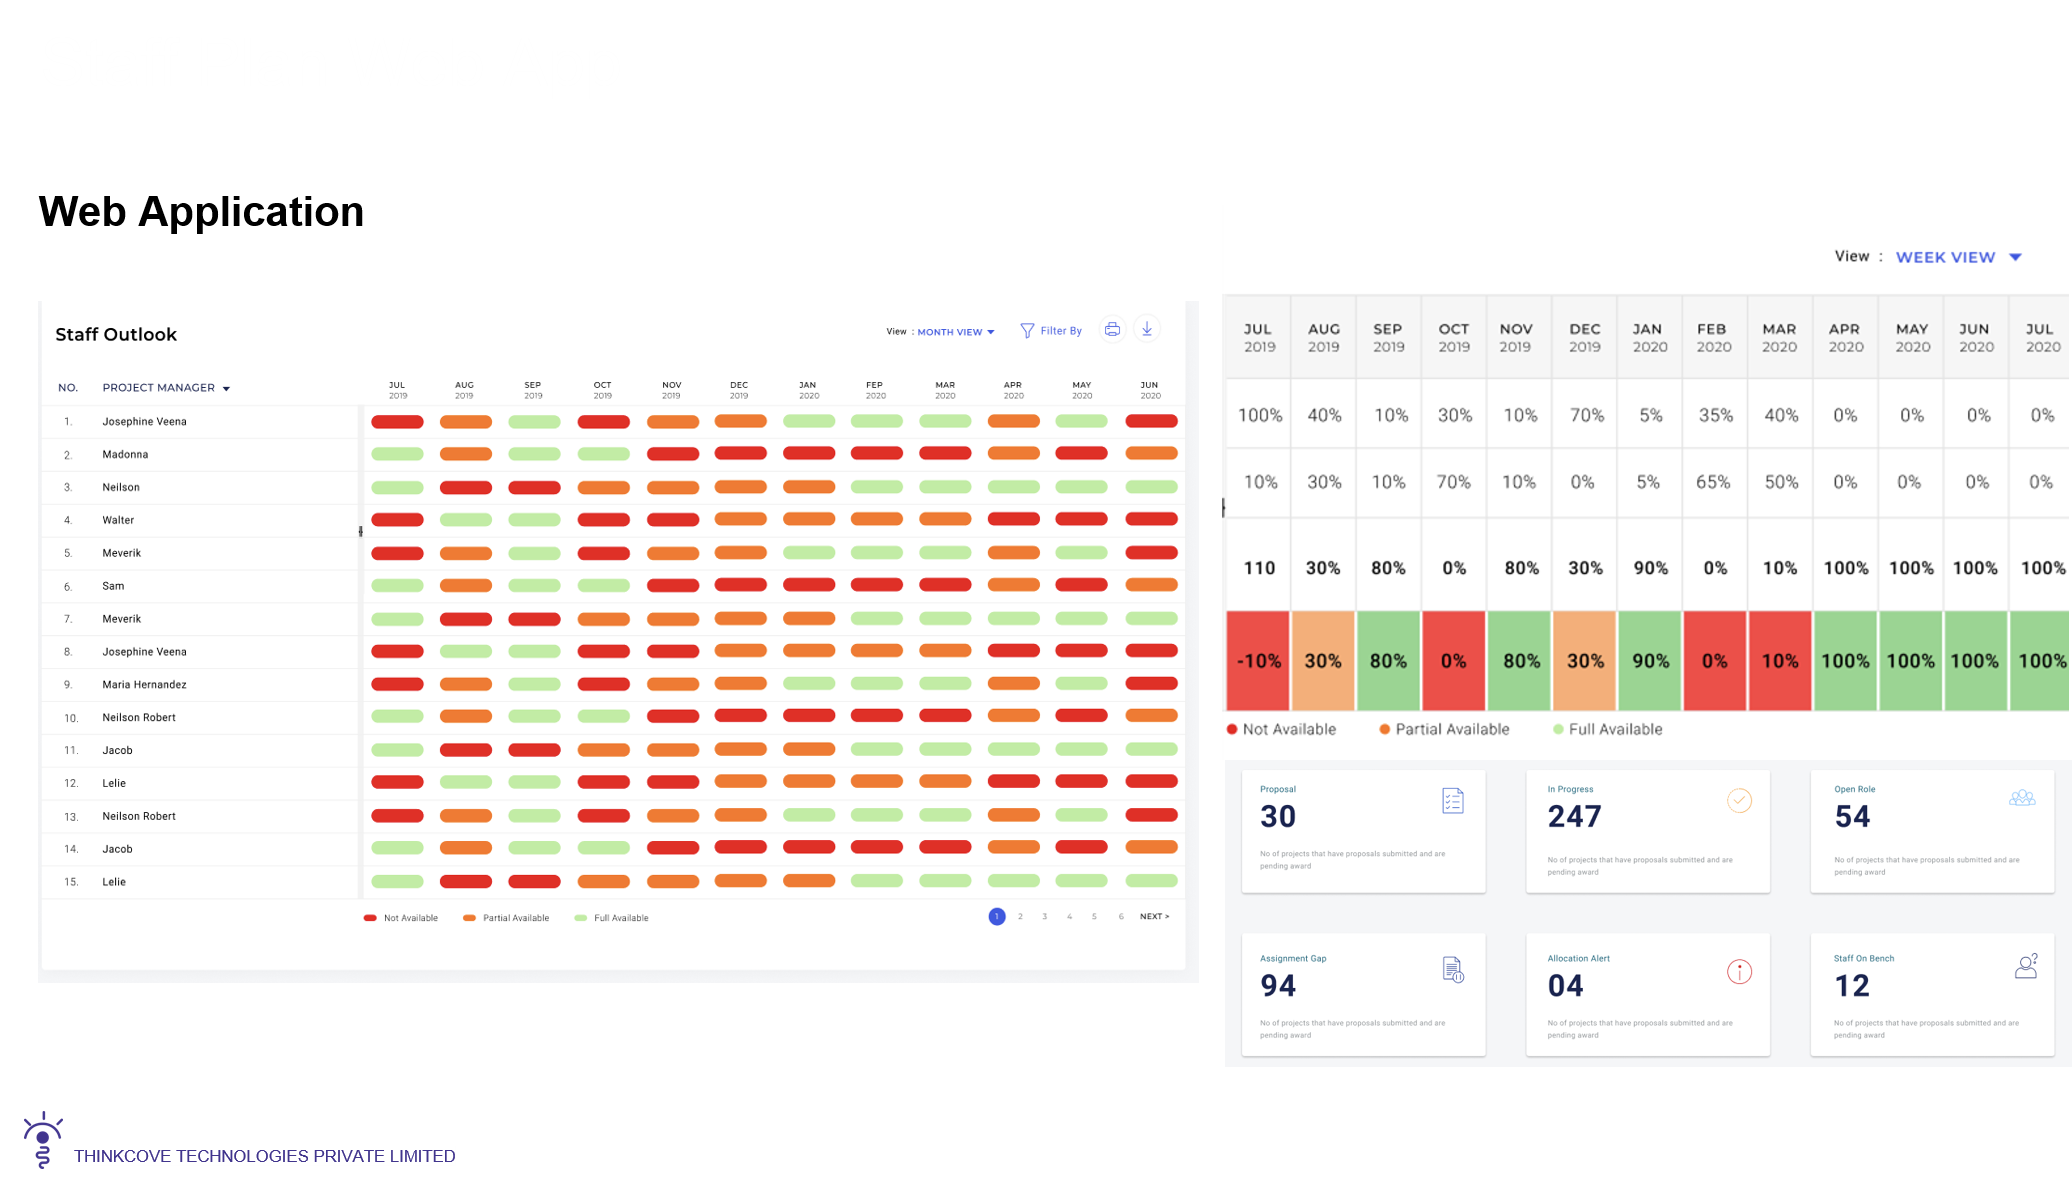 Web Application
Staff Outlook
View : MONTH VIEW
Filter By
NO. PROJECT MANAGER JUL 2019 AUG 2019 SEP 2019 OCT 2019 NOV 2019 DEC 2019 JAN 2020 FEP 2020 MAR 2020 APR 2020 MAY 2020 JUN 2020
1. Josephine Veena
2. Madonna
3. Neilson
4. Walter
5. Meverik
6. Sam
7. Meverik
8. Josephine Veena
9. Maria Hernandez
10. Neilson Robert
11. Jacob
12. Lelie
13. Neilson Robert
14. Jacob
15. Lelie
Not Available Partial Available Full Available
1 2 3 4 5 6 NEXT >
View : WEEK VIEW
JUL AUG SEP OCT NOV DEC JAN FEB MAR APR MAY JUN JUL
2019 2019 2019 2019 2019 2019 2020 2020 2020 2020 2020 2020 2020
100% 40% 10% 30% 10% 70% 5% 35% 40% 0% 0% 0% 0%
10% 30% 10% 70% 10% 0% 5% 65% 50% 0% 0% 0% 0%
110 30% 80% 0% 80% 30% 90% 0% 10% 100% 100% 100% 100%
-10% 30% 80% 0% 80% 30% 90% 0% 10% 100% 100% 100% 100%
Not Available Partial Available Full Available
Proposal
30
No of projects that have proposals submitted and are
pending award
In Progress
247
No of projects that have proposals submitted and are
pending award
Open Role
54
No of projects that have proposals submitted and are
pending award
Assignment Gap
94
No of projects that have proposals submitted and are
pending award
Allocation Alert
04
No of projects that have proposals submitted and are
pending award
Staff On Bench
12
No of projects that have proposals submitted and are
pending award
THINKCOVE TECHNOLOGIES PRIVATE LIMITED